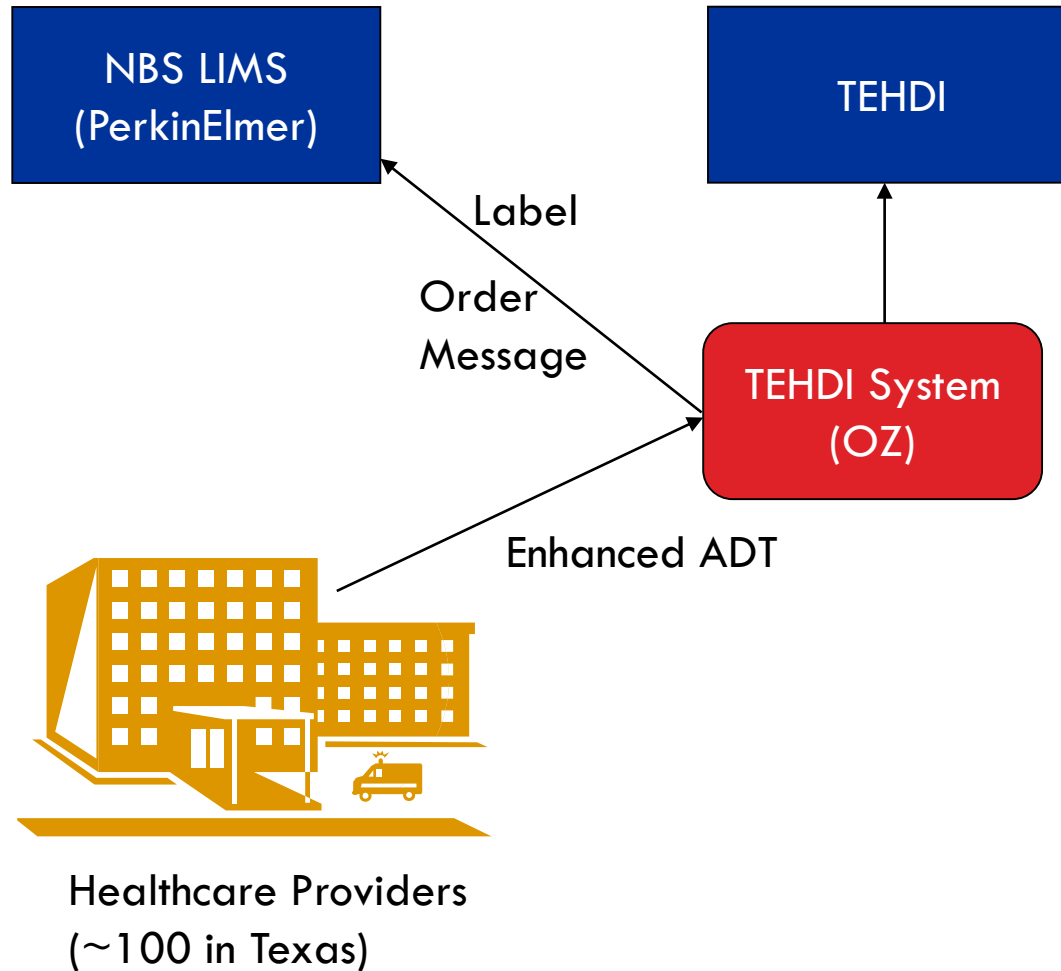 NBS LIMS
(PerkinElmer)
TEHDI
Label
Order
Message
TEHDI System
(OZ)
Enhanced ADT
Healthcare Providers
(~100 in Texas)